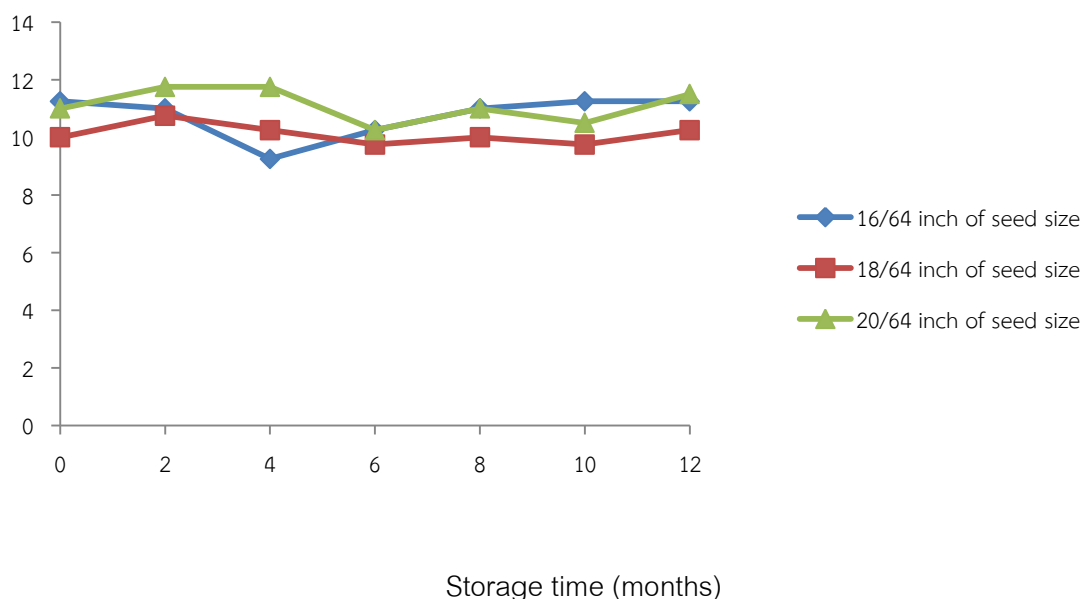 14
12
10
8
6
4
2
0
0 2 4 6 8 10 12
16/64 inch of seed size
18/64 inch of seed size
20/64 inch of seed size
Storage time (months)